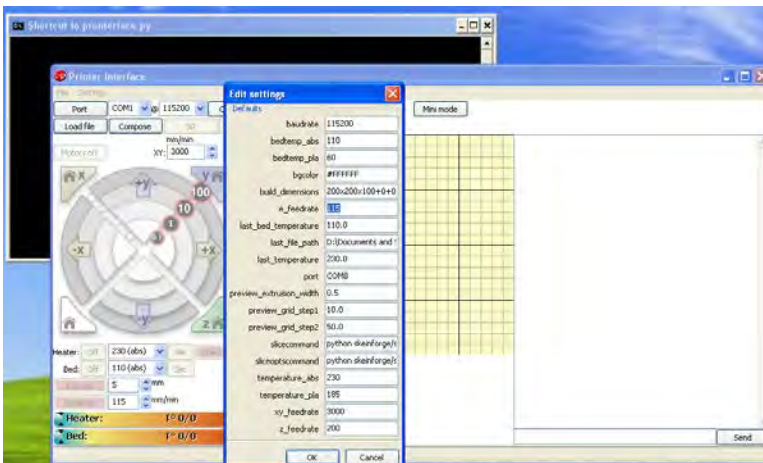 Shortcut to pronterface.py
Printer Interface
File Settings
Port COM1 @ 115200
Mini mode
Load file Compose SD
mm/min
Motors off XY: 3000
X
+y
Y
100
10
1
-X
+X
-y
Z
Heater: Off 230 (abs) Set
Bed: Off 110 (abs) Set
5 mm
115 mm/min
Heater: T° 0/0
Bed: T° 0/0
Edit settings
Defaults
baudrate 115200
bedtemp_abs 110
bedtemp_pla 60
bgcolor #FFFFFF
build_dimensions 200x200x100+0+0
e_feedrate 115
last_bed_temperature 110.0
last_file_path D:\Documents and
last_temperature 230.0
port COM8
preview_extrusion_width 0.5
preview_grid_step1 10.0
preview_grid_step2 50.0
slicecommand python skeinforge/
sliceoptscommand python skeinforge/
temperature_abs 230
temperature_pla 185
xy_feedrate 3000
z_feedrate 200
OK Cancel
Send